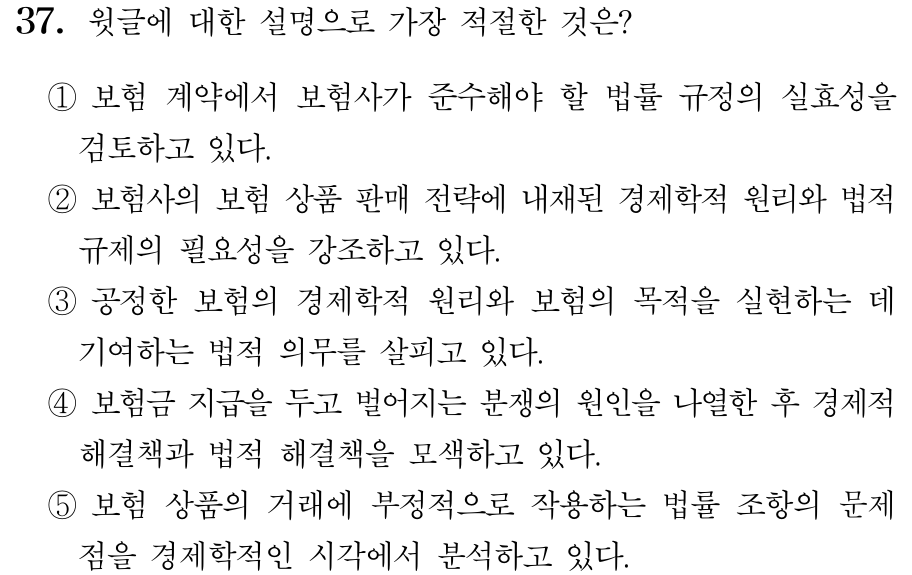 37. 윗글에 대한 설명으로 가장 적절한 것은?
① 보험 계약에서 보험사가 준수해야 할 법률 규정의 실효성을
검토하고 있다.
② 보험사의 보험 상품 판매 전략에 내재된 경제학적 원리와 법적
규제의 필요성을 강조하고 있다.
③ 공정한 보험의 경제학적 원리와 보험의 목적을 실현하는 데
기여하는 법적 의무를 살피고 있다.
④ 보험금 지급을 두고 벌어지는 분쟁의 원인을 나열한 후 경제적
해결책과 법적 해결책을 모색하고 있다.
⑤ 보험 상품의 거래에 부정적으로 작용하는 법률 조항의 문제
점을 경제학적인 시각에서 분석하고 있다.